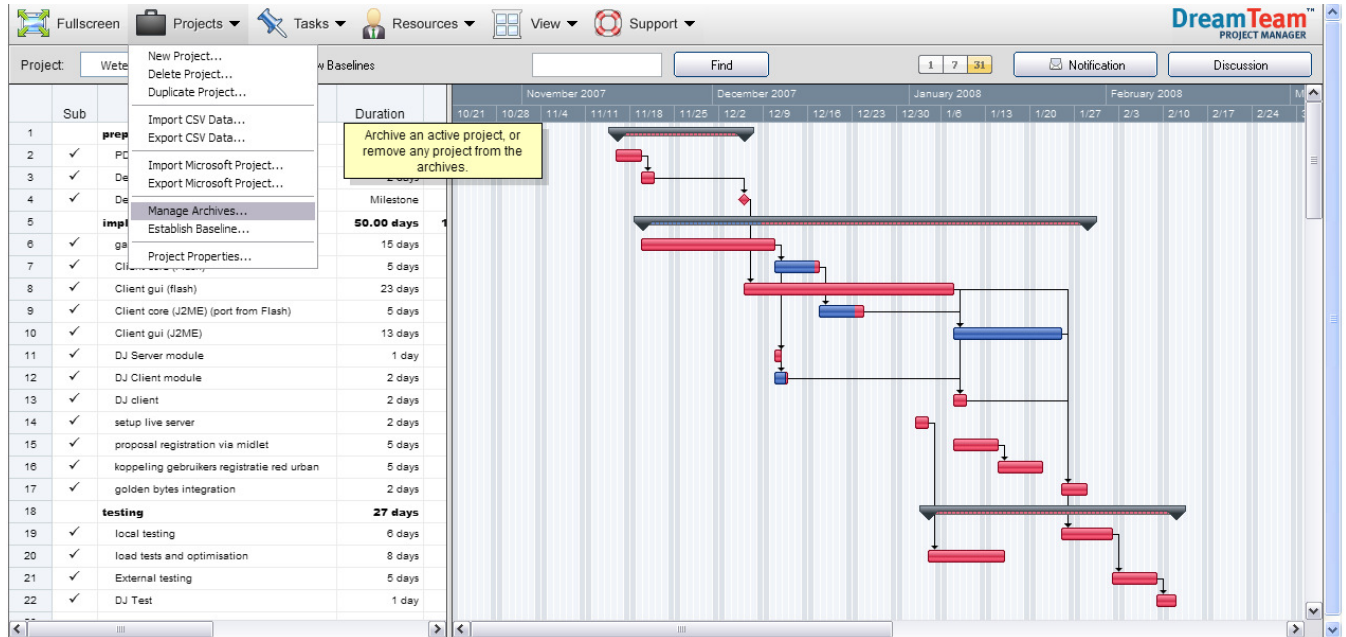 Fullscreen Projects Tasks Resources View Support DreamTeam™
PROJECT MANAGER
Project: Wete w Baselines Find 1 7 31 Notification Discussion
New Project...
Delete Project...
Duplicate Project...
Import CSV Data...
Export CSV Data...
Import Microsoft Project...
Export Microsoft Project...
Manage Archives...
Establish Baseline...
Project Properties...
Archive an active project, or
remove any project from the
archives.
November 2007 December 2007 January 2008 February 2008 M
Sub Duration 10/21 10/28 11/4 11/11 11/18 11/25 12/2 12/9 12/16 12/23 12/30 1/6 1/13 1/20 1/27 2/3 2/10 2/17 2/24
1 prep
2 ✓ PD
3 ✓ De 2 days
4 ✓ De Milestone
5 impl 50.00 days 1
6 ✓ ga 15 days
7 ✓ Client core (Flash) 5 days
8 ✓ Client gui (flash) 23 days
9 ✓ Client core (J2ME) (port from Flash) 5 days
10 ✓ Client gui (J2ME) 13 days
11 ✓ DJ Server module 1 day
12 ✓ DJ Client module 2 days
13 ✓ DJ client 2 days
14 ✓ setup live server 2 days
15 ✓ proposal registration via midlet 5 days
16 ✓ koppeling gebruikers registratie red urban 5 days
17 ✓ golden bytes integration 2 days
18 testing 27 days
19 ✓ local testing 6 days
20 ✓ load tests and optimisation 8 days
21 ✓ External testing 5 days
22 ✓ DJ Test 1 day